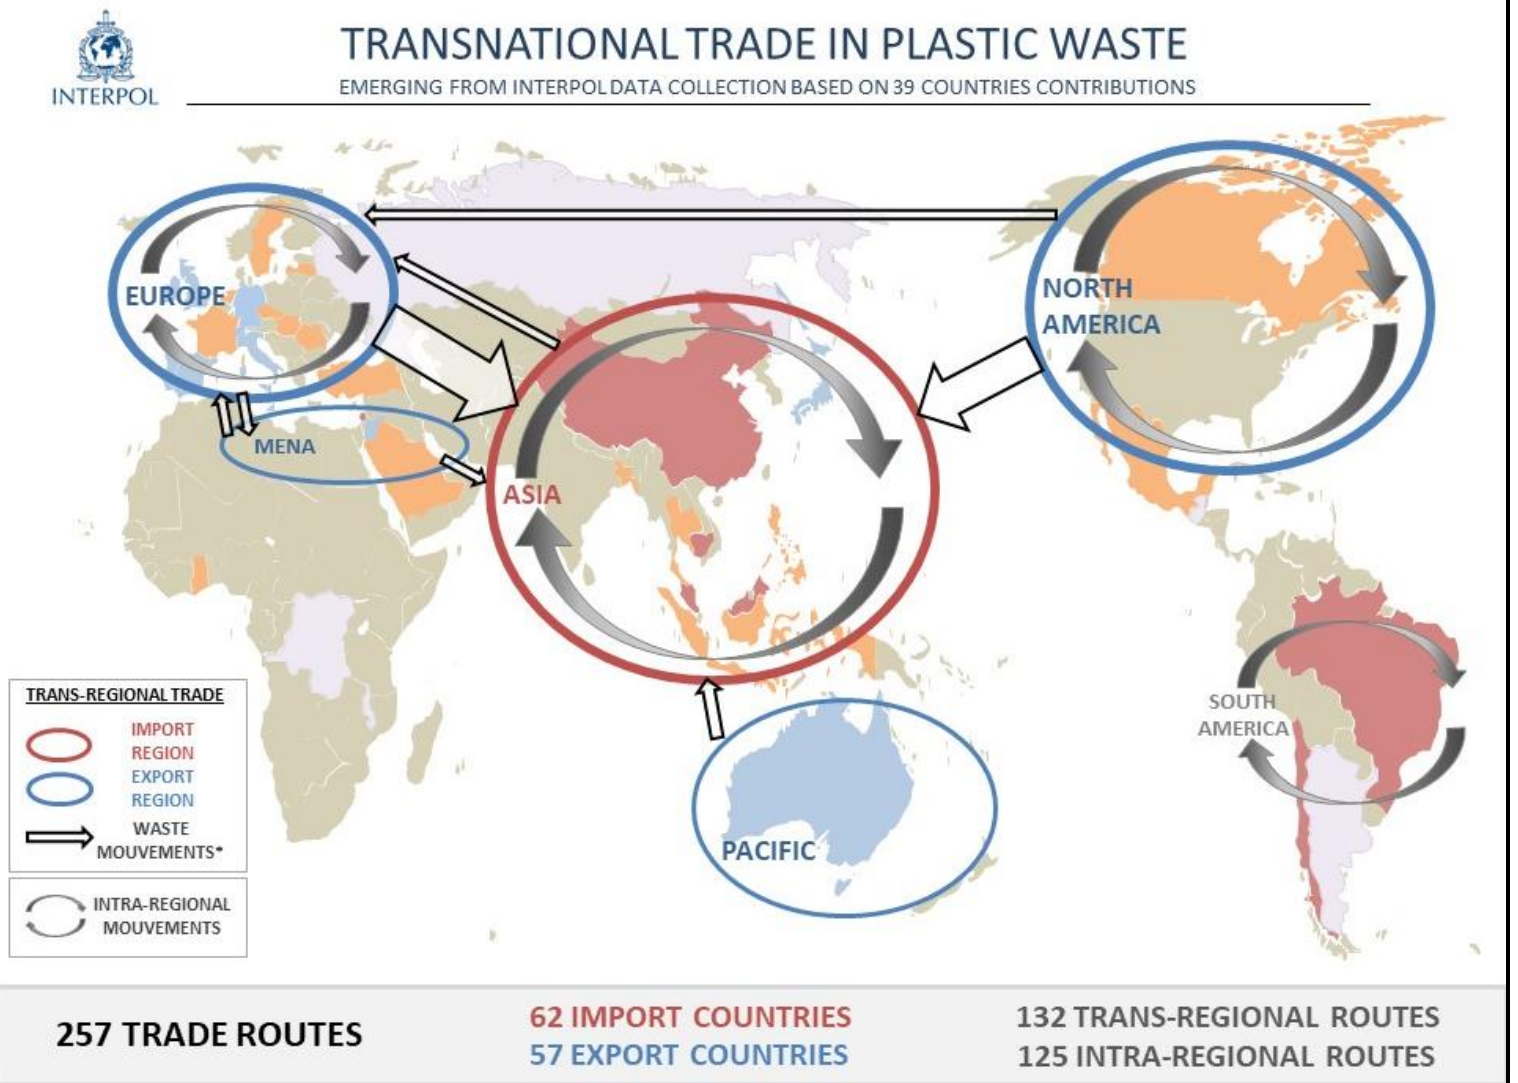 INTERPOL
TRANSNATIONAL TRADE IN PLASTIC WASTE
EMERGING FROM INTERPOL DATA COLLECTION BASED ON 39 COUNTRIES CONTRIBUTIONS
EUROPE
NORTH
AMERICA
MENA
ASIA
SOUTH
AMERICA
PACIFIC
TRANS-REGIONAL TRADE
IMPORT
REGION
EXPORT
REGION
WASTE
MOUVEMENTS*
INTRA-REGIONAL
MOUVEMENTS
257 TRADE ROUTES
62 IMPORT COUNTRIES
57 EXPORT COUNTRIES
132 TRANS-REGIONAL ROUTES
125 INTRA-REGIONAL ROUTES